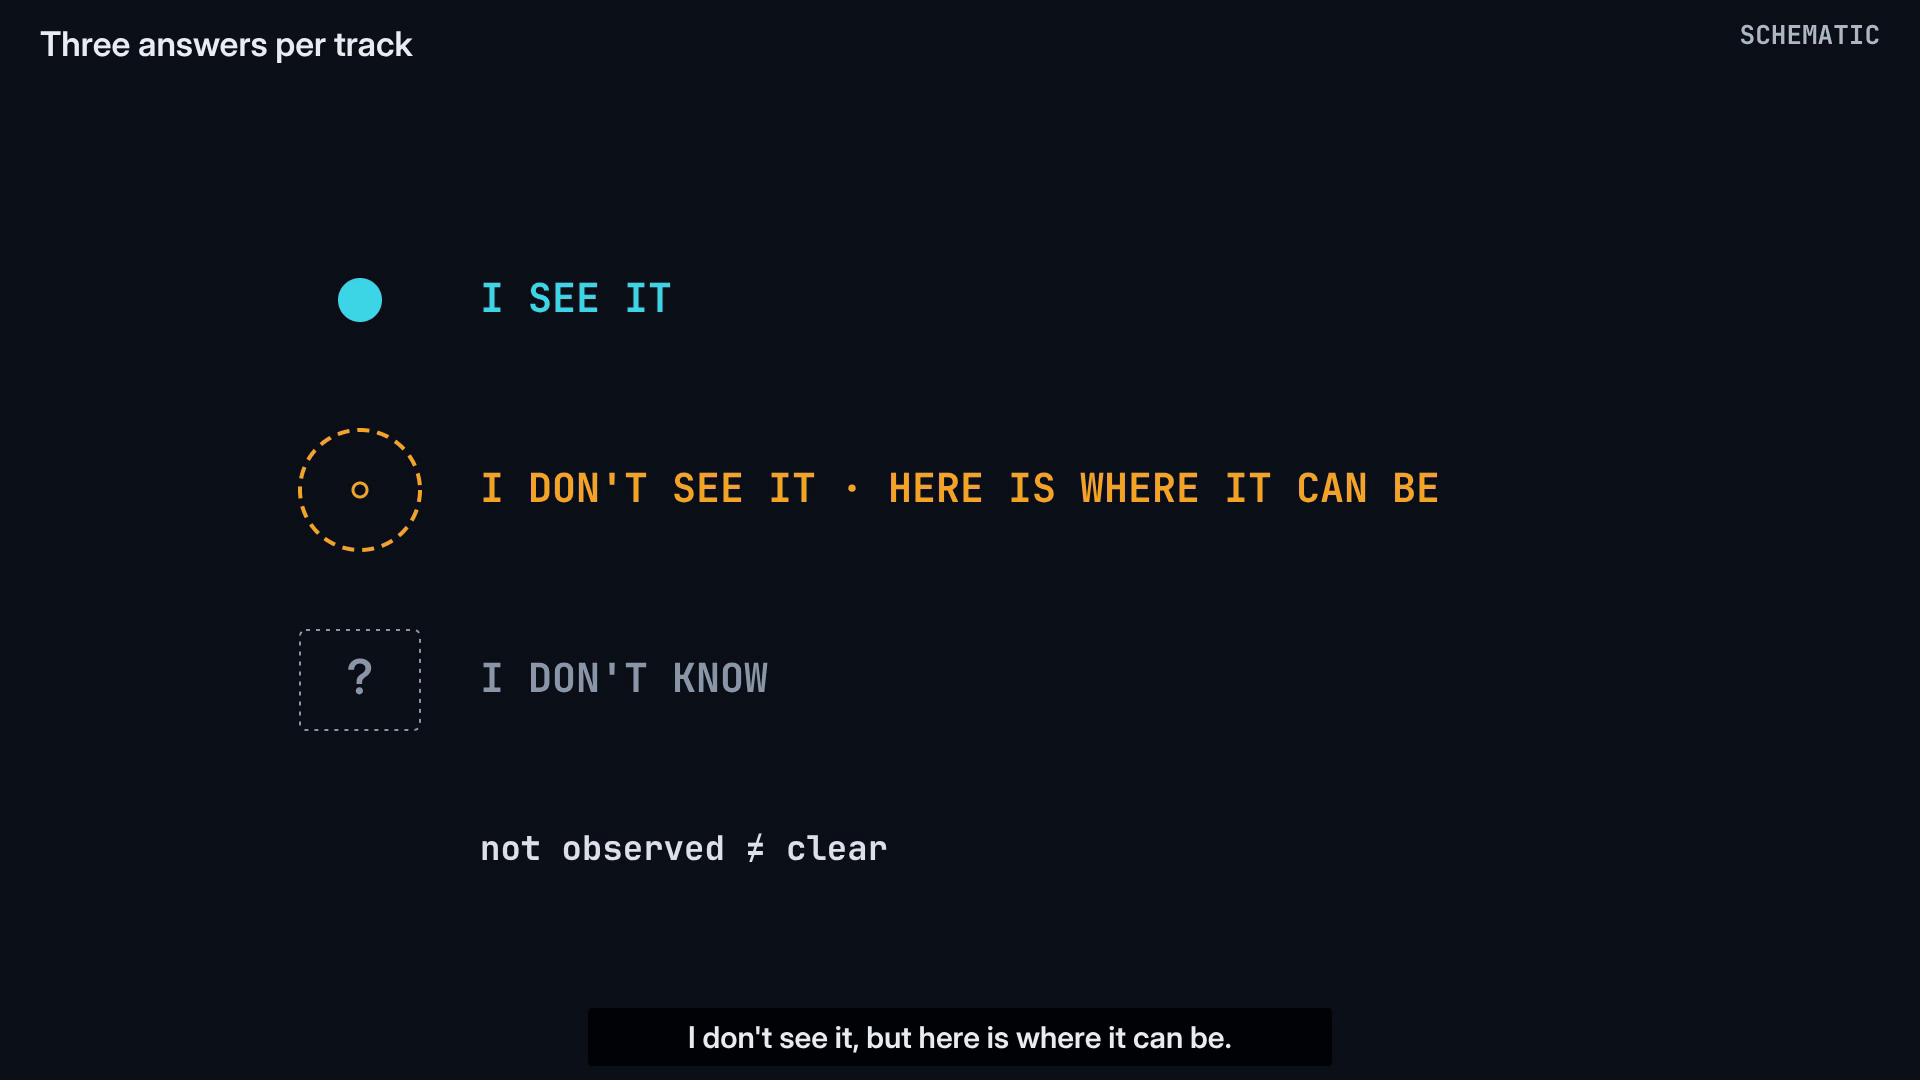 Three answers per track
SCHEMATIC
I SEE IT
I DON'T SEE IT · HERE IS WHERE IT CAN BE
?
I DON'T KNOW
not observed ≠ clear
I don't see it, but here is where it can be.